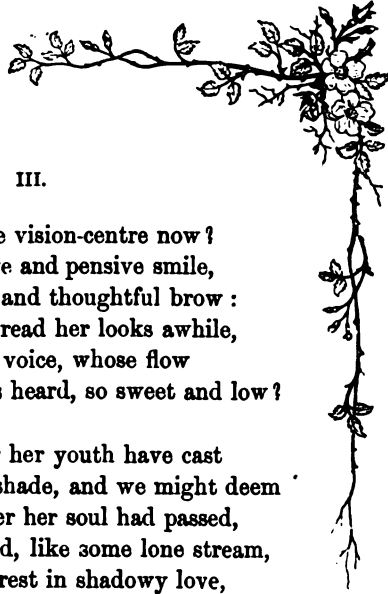 III.
vision-centre now?
and pensive smile,
and thoughtful brow :
read her looks awhile,
voice, whose flow
heard, so sweet and low?
her youth have cast
shade, and we might deem
her soul had passed,
like some lone stream,
rest in shadowy love,